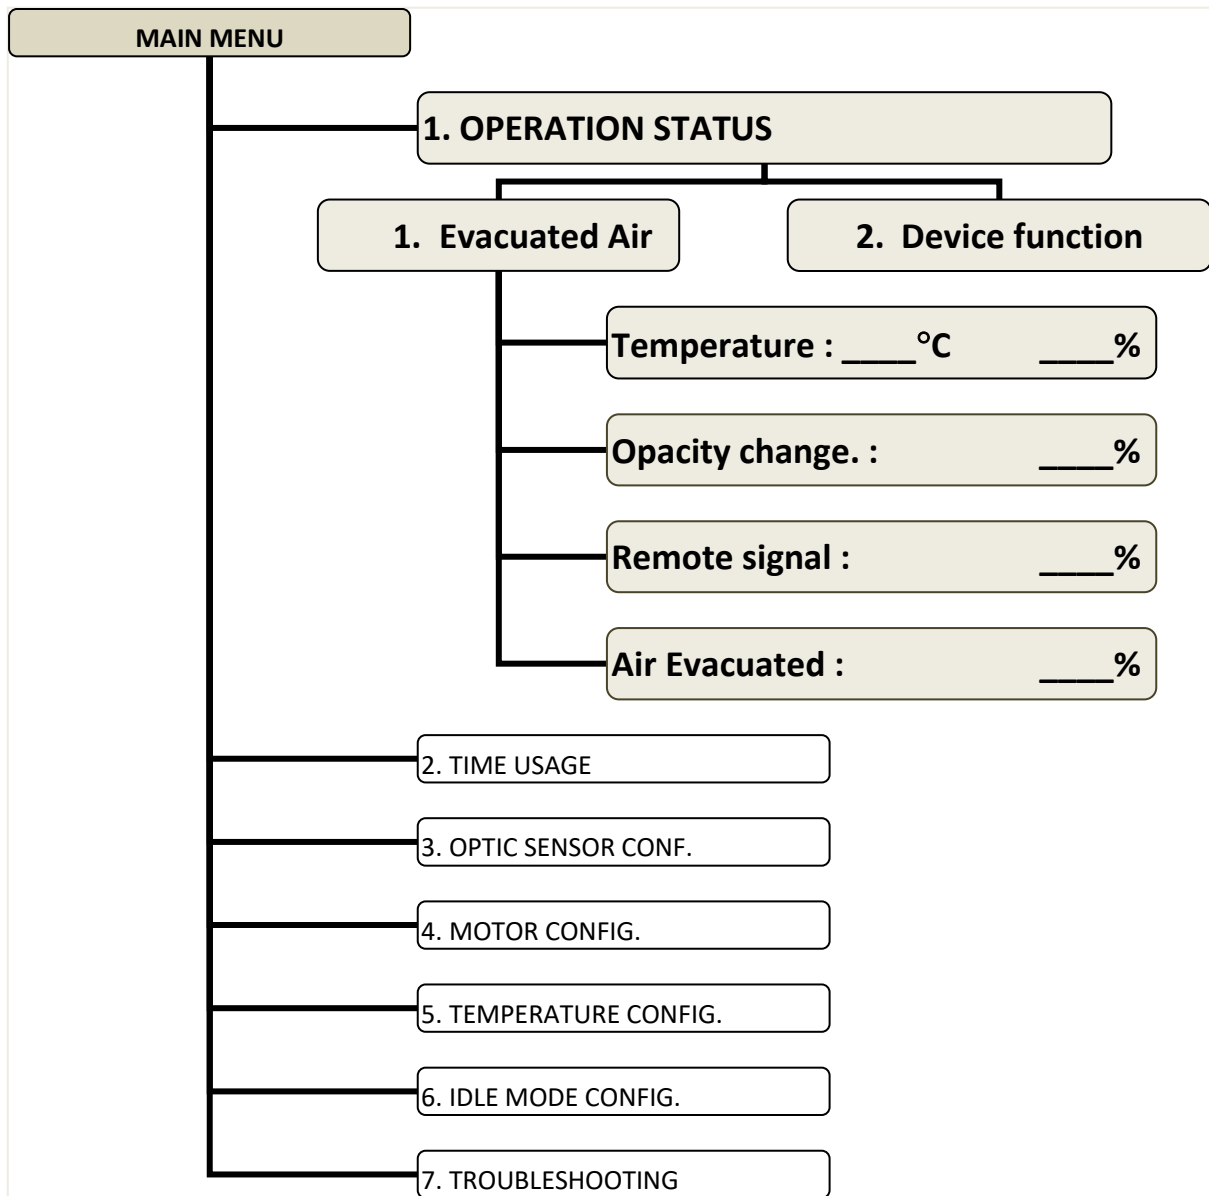 MAIN MENU
1. OPERATION STATUS
1. Evacuated Air
2. Device function
Temperature : ____°C ____%
Opacity change. : ____%
Remote signal : ____%
Air Evacuated : ____%
2. TIME USAGE
3. OPTIC SENSOR CONF.
4. MOTOR CONFIG.
5. TEMPERATURE CONFIG.
6. IDLE MODE CONFIG.
7. TROUBLESHOOTING